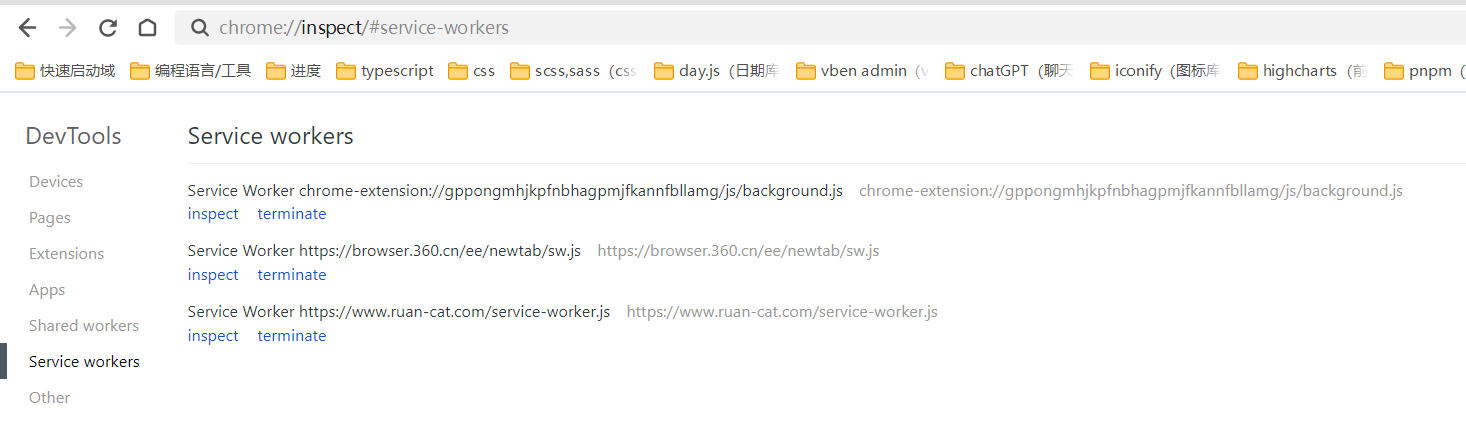 chrome://inspect/#service-workers
快速启动域 编程语言/工具 进度 typescript css scss,sass（css day.js（日期库 vben admin（v chatGPT（聊天 iconify（图标库 highcharts（前 pnpm（
DevTools
Devices
Pages
Extensions
Apps
Shared workers
Service workers
Other
Service workers
Service Worker chrome-extension://gppongmhjkpfnbhagpmjfkannfbllamg/js/background.js chrome-extension://gppongmhjkpfnbhagpmjfkannfbllamg/js/background.js
inspect terminate
Service Worker https://browser.360.cn/ee/newtab/sw.js https://browser.360.cn/ee/newtab/sw.js
inspect terminate
Service Worker https://www.ruan-cat.com/service-worker.js https://www.ruan-cat.com/service-worker.js
inspect terminate